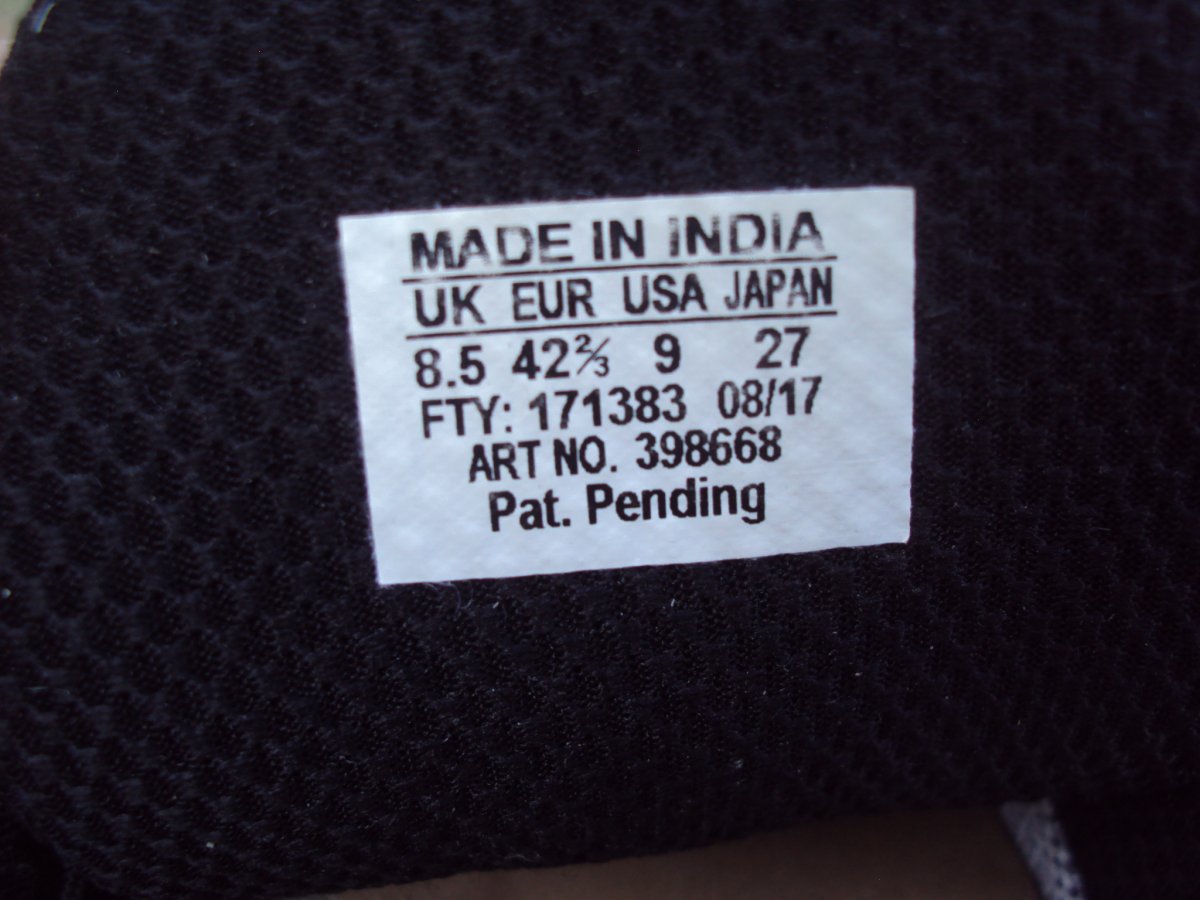 MADE IN INDIA
UK EUR USA JAPAN
8.5 42⅔ 9 27
FTY: 171383 08/17
ART NO. 398668
Pat. Pending